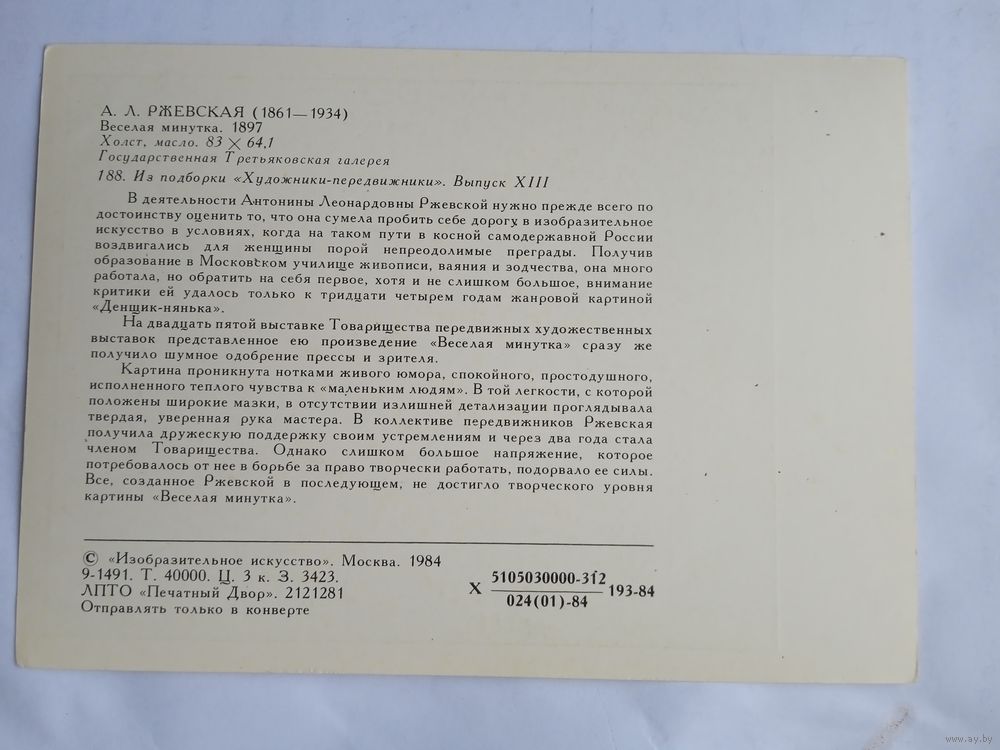 А. Л. РЖЕВСКАЯ (1861—1934)
Веселая минутка. 1897
Холст, масло. 83 × 64,1
Государственная Третьяковская галерея
188. Из подборки «Художники-передвижники». Выпуск XIII
В деятельности Антонины Леонардовны Ржевской нужно прежде всего по
достоинству оценить то, что она сумела пробить себе дорогу в изобразительное
искусство в условиях, когда на таком пути в косной самодержавной России
воздвигались для женщины порой непреодолимые преграды. Получив
образование в Московском училище живописи, ваяния и зодчества, она много
работала, но обратить на себя первое, хотя и не слишком большое, внимание
критики ей удалось только к тридцати четырем годам жанровой картиной
«Денщик-нянька».
На двадцать пятой выставке Товарищества передвижных художественных
выставок представленное ею произведение «Веселая минутка» сразу же
получило шумное одобрение прессы и зрителя.
Картина проникнута нотками живого юмора, спокойного, простодушного,
исполненного теплого чувства к «маленьким людям». В той легкости, с которой
положены широкие мазки, в отсутствии излишней детализации проглядывала
твердая, уверенная рука мастера. В коллективе передвижников Ржевская
получила дружескую поддержку своим устремлениям и через два года стала
членом Товарищества. Однако слишком большое напряжение, которое
потребовалось от нее в борьбе за право творчески работать, подорвало ее силы.
Все, созданное Ржевской в последующем, не достигло творческого уровня
картины «Веселая минутка».
© «Изобразительное искусство». Москва. 1984
9-1491. Т. 40000. Ц. 3 к. З. 3423.
ЛПТО «Печатный Двор». 2121281
Отправлять только в конверте
X 5105030000-312 193-84
024(01)-84
www.ay.by